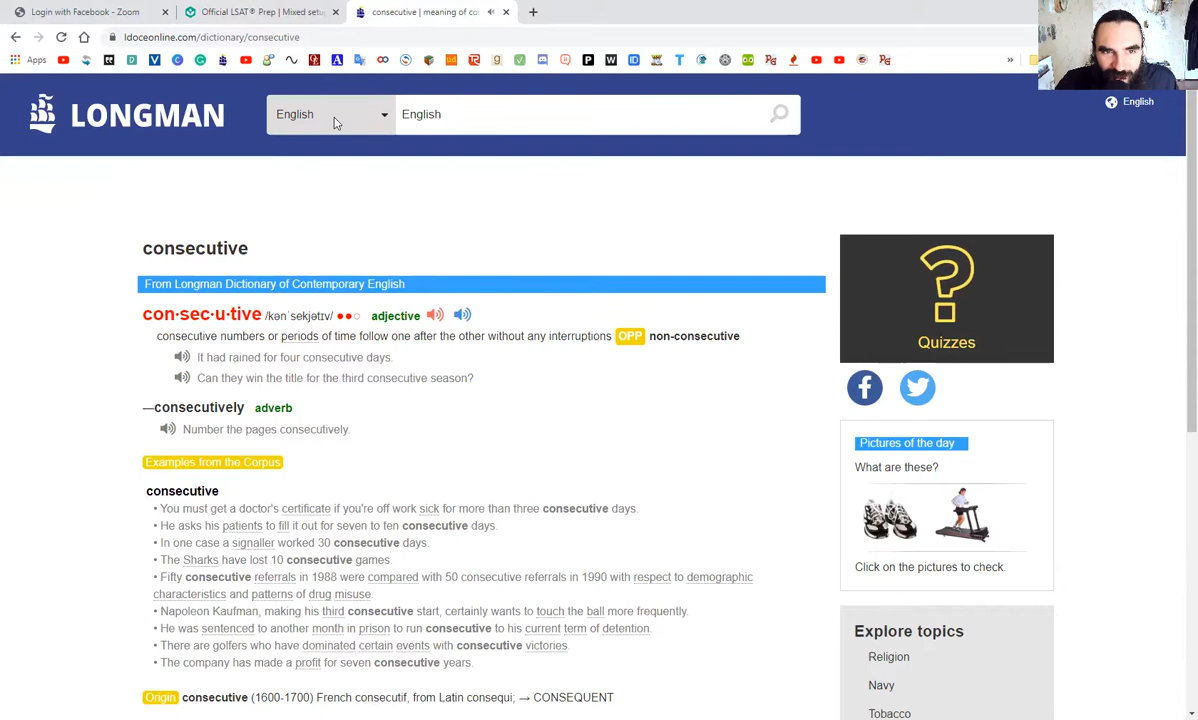 Login with Facebook - Zoom
Official LSAT® Prep | Mixed setu
consecutive | meaning of co
ldoceonline.com/dictionary/consecutive
Apps
LONGMAN
English
English
English
consecutive
From Longman Dictionary of Contemporary English
con·sec·u·tive /kənˈsekjətɪv/ ●●○ adjective
consecutive numbers or periods of time follow one after the other without any interruptions OPP non-consecutive
It had rained for four consecutive days.
Can they win the title for the third consecutive season?
—consecutively adverb
Number the pages consecutively.
Examples from the Corpus
consecutive
• You must get a doctor's certificate if you're off work sick for more than three consecutive days.
• He asks his patients to fill it out for seven to ten consecutive days.
• In one case a signaller worked 30 consecutive days.
• The Sharks have lost 10 consecutive games.
• Fifty consecutive referrals in 1988 were compared with 50 consecutive referrals in 1990 with respect to demographic
characteristics and patterns of drug misuse.
• Napoleon Kaufman, making his third consecutive start, certainly wants to touch the ball more frequently.
• He was sentenced to another month in prison to run consecutive to his current term of detention.
• There are golfers who have dominated certain events with consecutive victories.
• The company has made a profit for seven consecutive years.
Origin consecutive (1600-1700) French consecutif, from Latin consequi; → CONSEQUENT
?
Quizzes
Pictures of the day
What are these?
Click on the pictures to check.
Explore topics
Religion
Navy
Tobacco